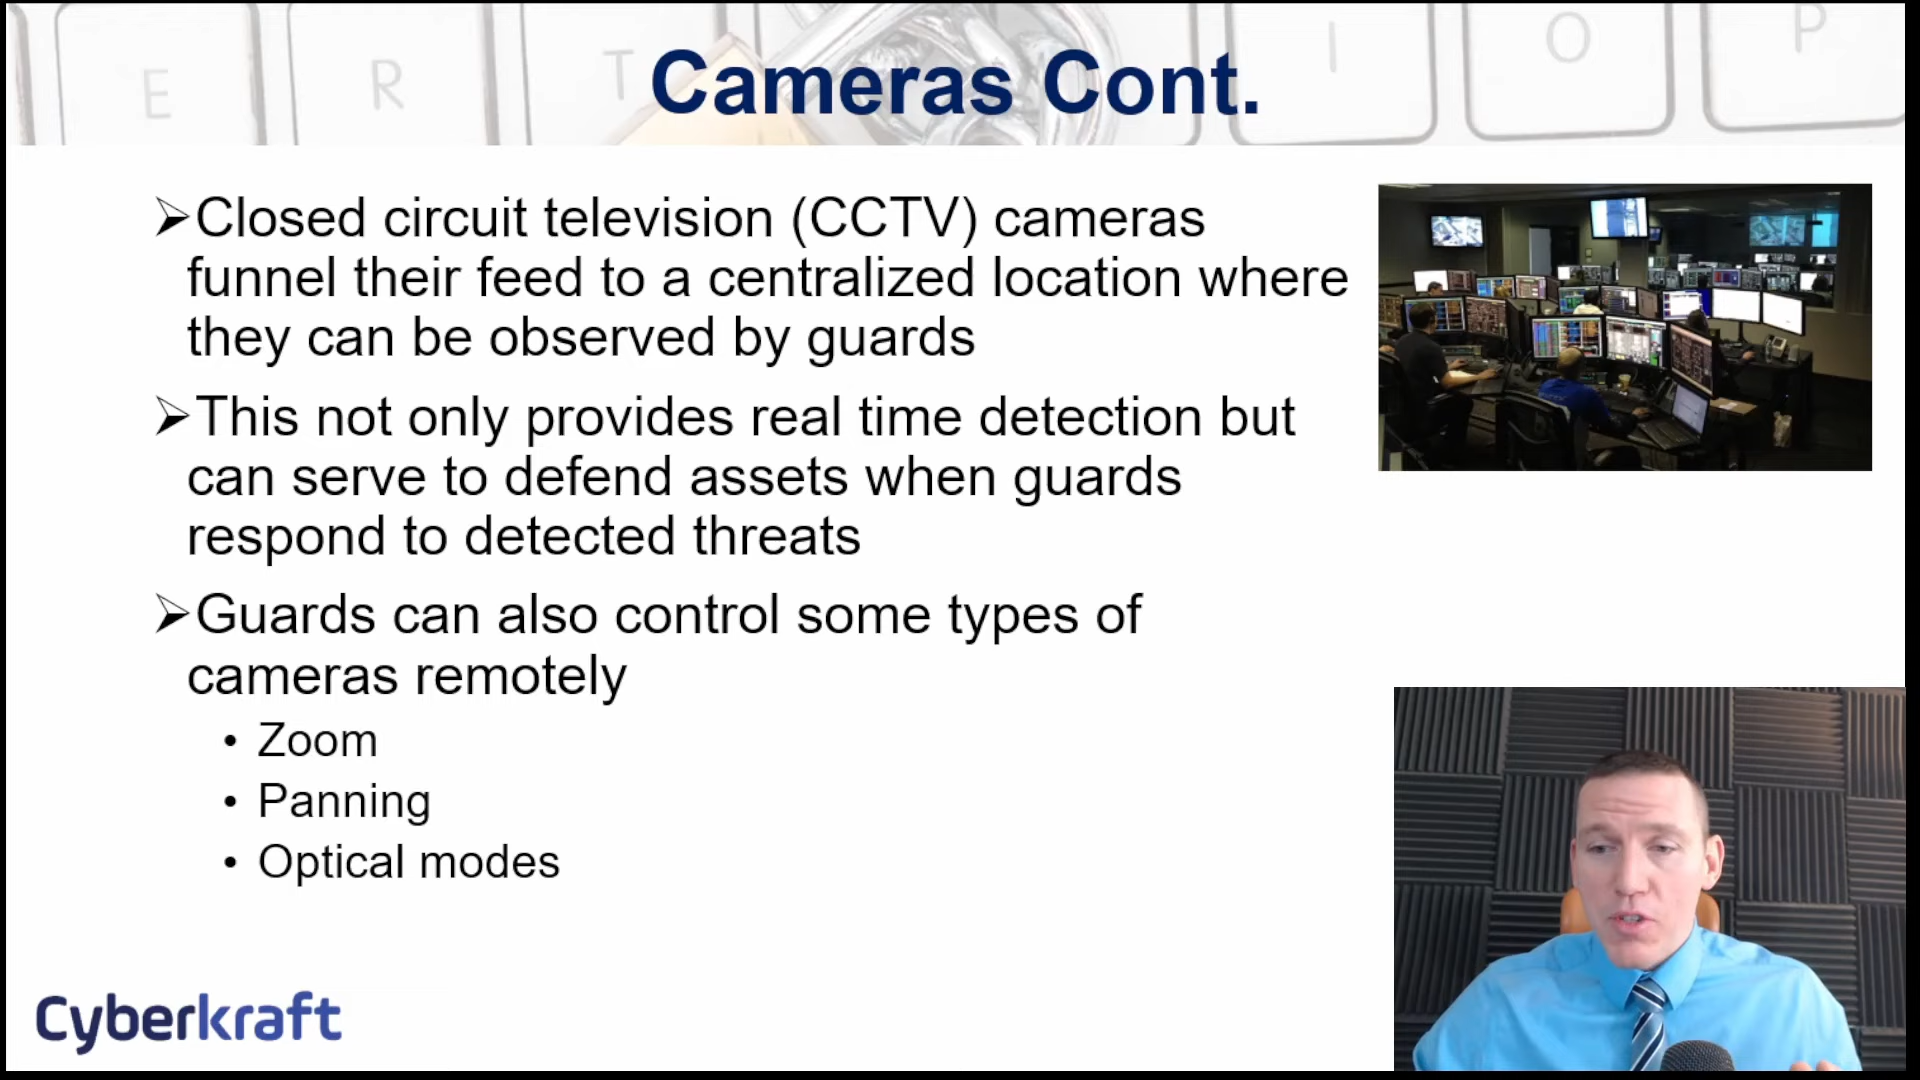 E R T I O P
Cameras Cont.
➢Closed circuit television (CCTV) cameras
funnel their feed to a centralized location where
they can be observed by guards
➢This not only provides real time detection but
can serve to defend assets when guards
respond to detected threats
➢Guards can also control some types of
cameras remotely
• Zoom
• Panning
• Optical modes
Cyberkraft